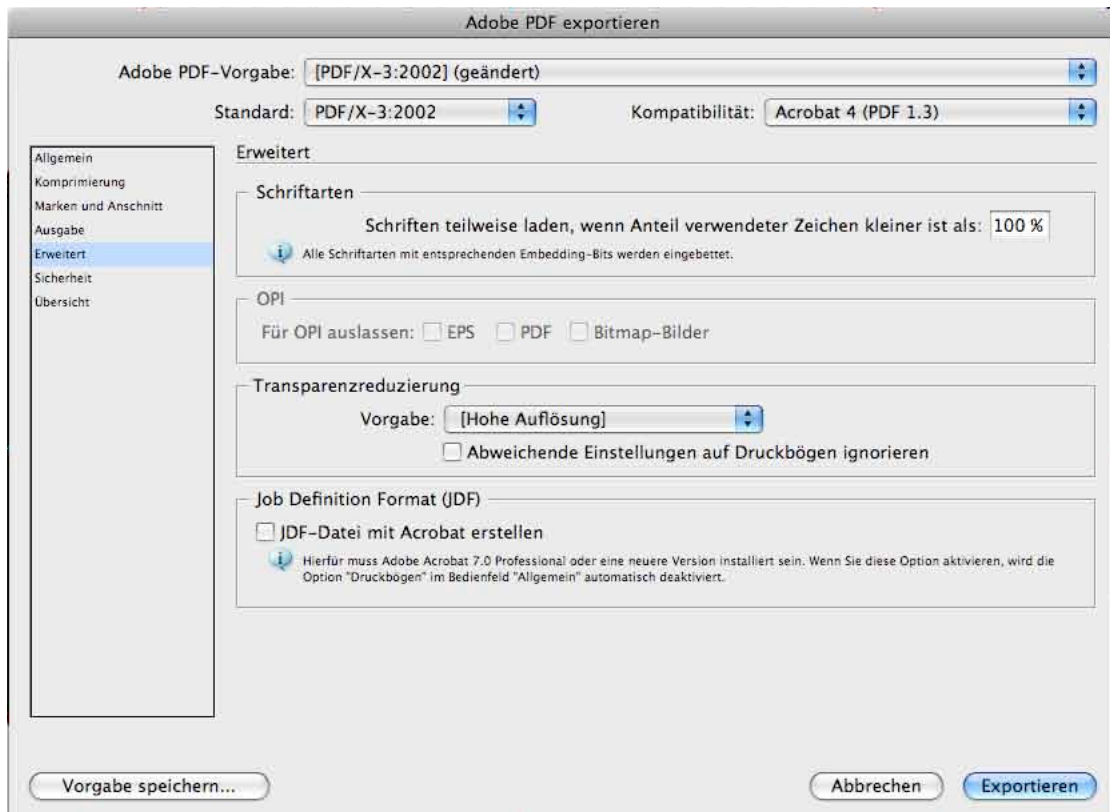 Adobe PDF exportieren
Adobe PDF-Vorgabe: [PDF/X-3:2002] (geändert)
Standard: PDF/X-3:2002 Kompatibilität: Acrobat 4 (PDF 1.3)
Allgemein
Komprimierung
Marken und Anschnitt
Ausgabe
Erweitert
Sicherheit
Übersicht
Erweitert
Schriftarten
Schriften teilweise laden, wenn Anteil verwendeter Zeichen kleiner ist als: 100 %
Alle Schriftarten mit entsprechenden Embedding-Bits werden eingebettet.
OPI
Für OPI auslassen: EPS PDF Bitmap-Bilder
Transparenzreduzierung
Vorgabe: [Hohe Auflösung]
Abweichende Einstellungen auf Druckbögen ignorieren
Job Definition Format (JDF)
JDF-Datei mit Acrobat erstellen
Hierfür muss Adobe Acrobat 7.0 Professional oder eine neuere Version installiert sein. Wenn Sie diese Option aktivieren, wird die
Option "Druckbögen" im Bedienfeld "Allgemein" automatisch deaktiviert.
Vorgabe speichern... Abbrechen Exportieren